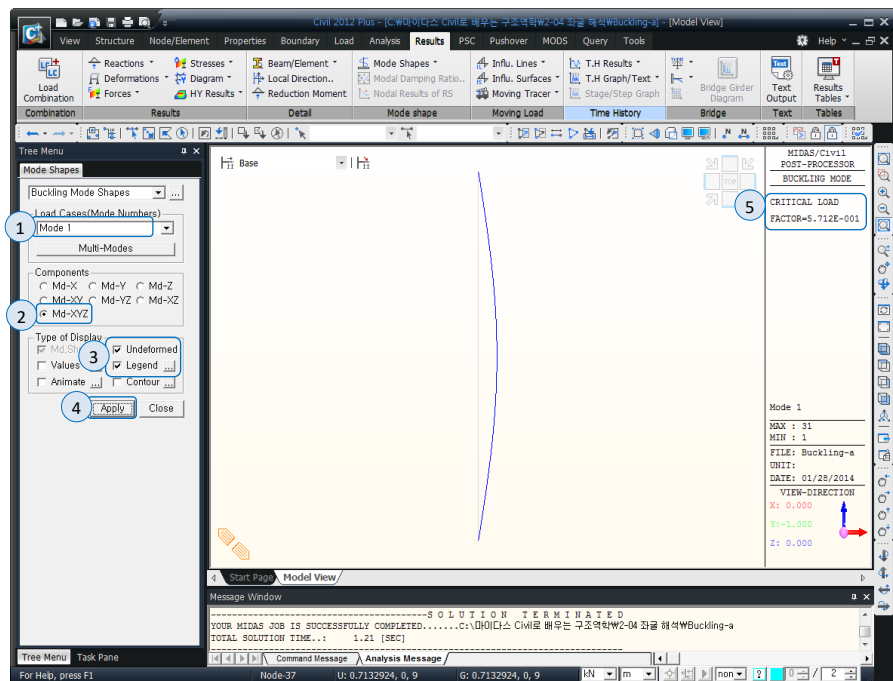 Civil 2012 Plus - [C:₩마이다스 Civil로 배우는 구조역학₩2-04 좌굴 해석₩Buckling-a] - [Model View]
View Structure Node/Element Properties Boundary Load Analysis Results PSC Pushover MODS Query Tools Help
Load Combination
Reactions Stresses
Deformations Diagram
Forces HY Results
Beam/Element
Local Direction..
Reduction Moment
Mode Shapes
Modal Damping Ratio..
Nodal Results of RS
Influ. Lines
Influ. Surfaces
Moving Tracer
T.H Results
T.H Graph/Text
Stage/Step Graph
Bridge Girder Diagram
Text Output
Results Tables
Combination Results Detail Mode shape Moving Load Time History Bridge Text Tables
Tree Menu
Mode Shapes
Buckling Mode Shapes ...
Load Cases(Mode Numbers)
1 Mode 1
Multi-Modes
Components
Md-X Md-Y Md-Z
Md-XY Md-YZ Md-XZ
2 Md-XYZ
Type of Display
3 Undeformed
Values Legend ...
Animate ... Contour ...
4 Apply Close
Base
TOP
MIDAS/Civil
POST-PROCESSOR
BUCKLING MODE
5 CRITICAL LOAD
FACTOR=5.712E-001
Mode 1
MAX : 31
MIN : 1
FILE: Buckling-a
UNIT:
DATE: 01/28/2014
VIEW-DIRECTION
X: 0.000
Y:-1.000
Z: 0.000
Start Page Model View
Message Window
S O L U T I O N T E R M I N A T E D
YOUR MIDAS JOB IS SUCCESSFULLY COMPLETED.......C:\마이다스 Civil로 배우는 구조역학₩2-04 좌굴 해석₩Buckling-a
TOTAL SOLUTION TIME..: 1.21 [SEC]
Tree Menu Task Pane
Command Message Analysis Message
For Help, press F1 Node-37 U: 0.7132924, 0, 9 G: 0.7132924, 0, 9 kN m non 0 / 2